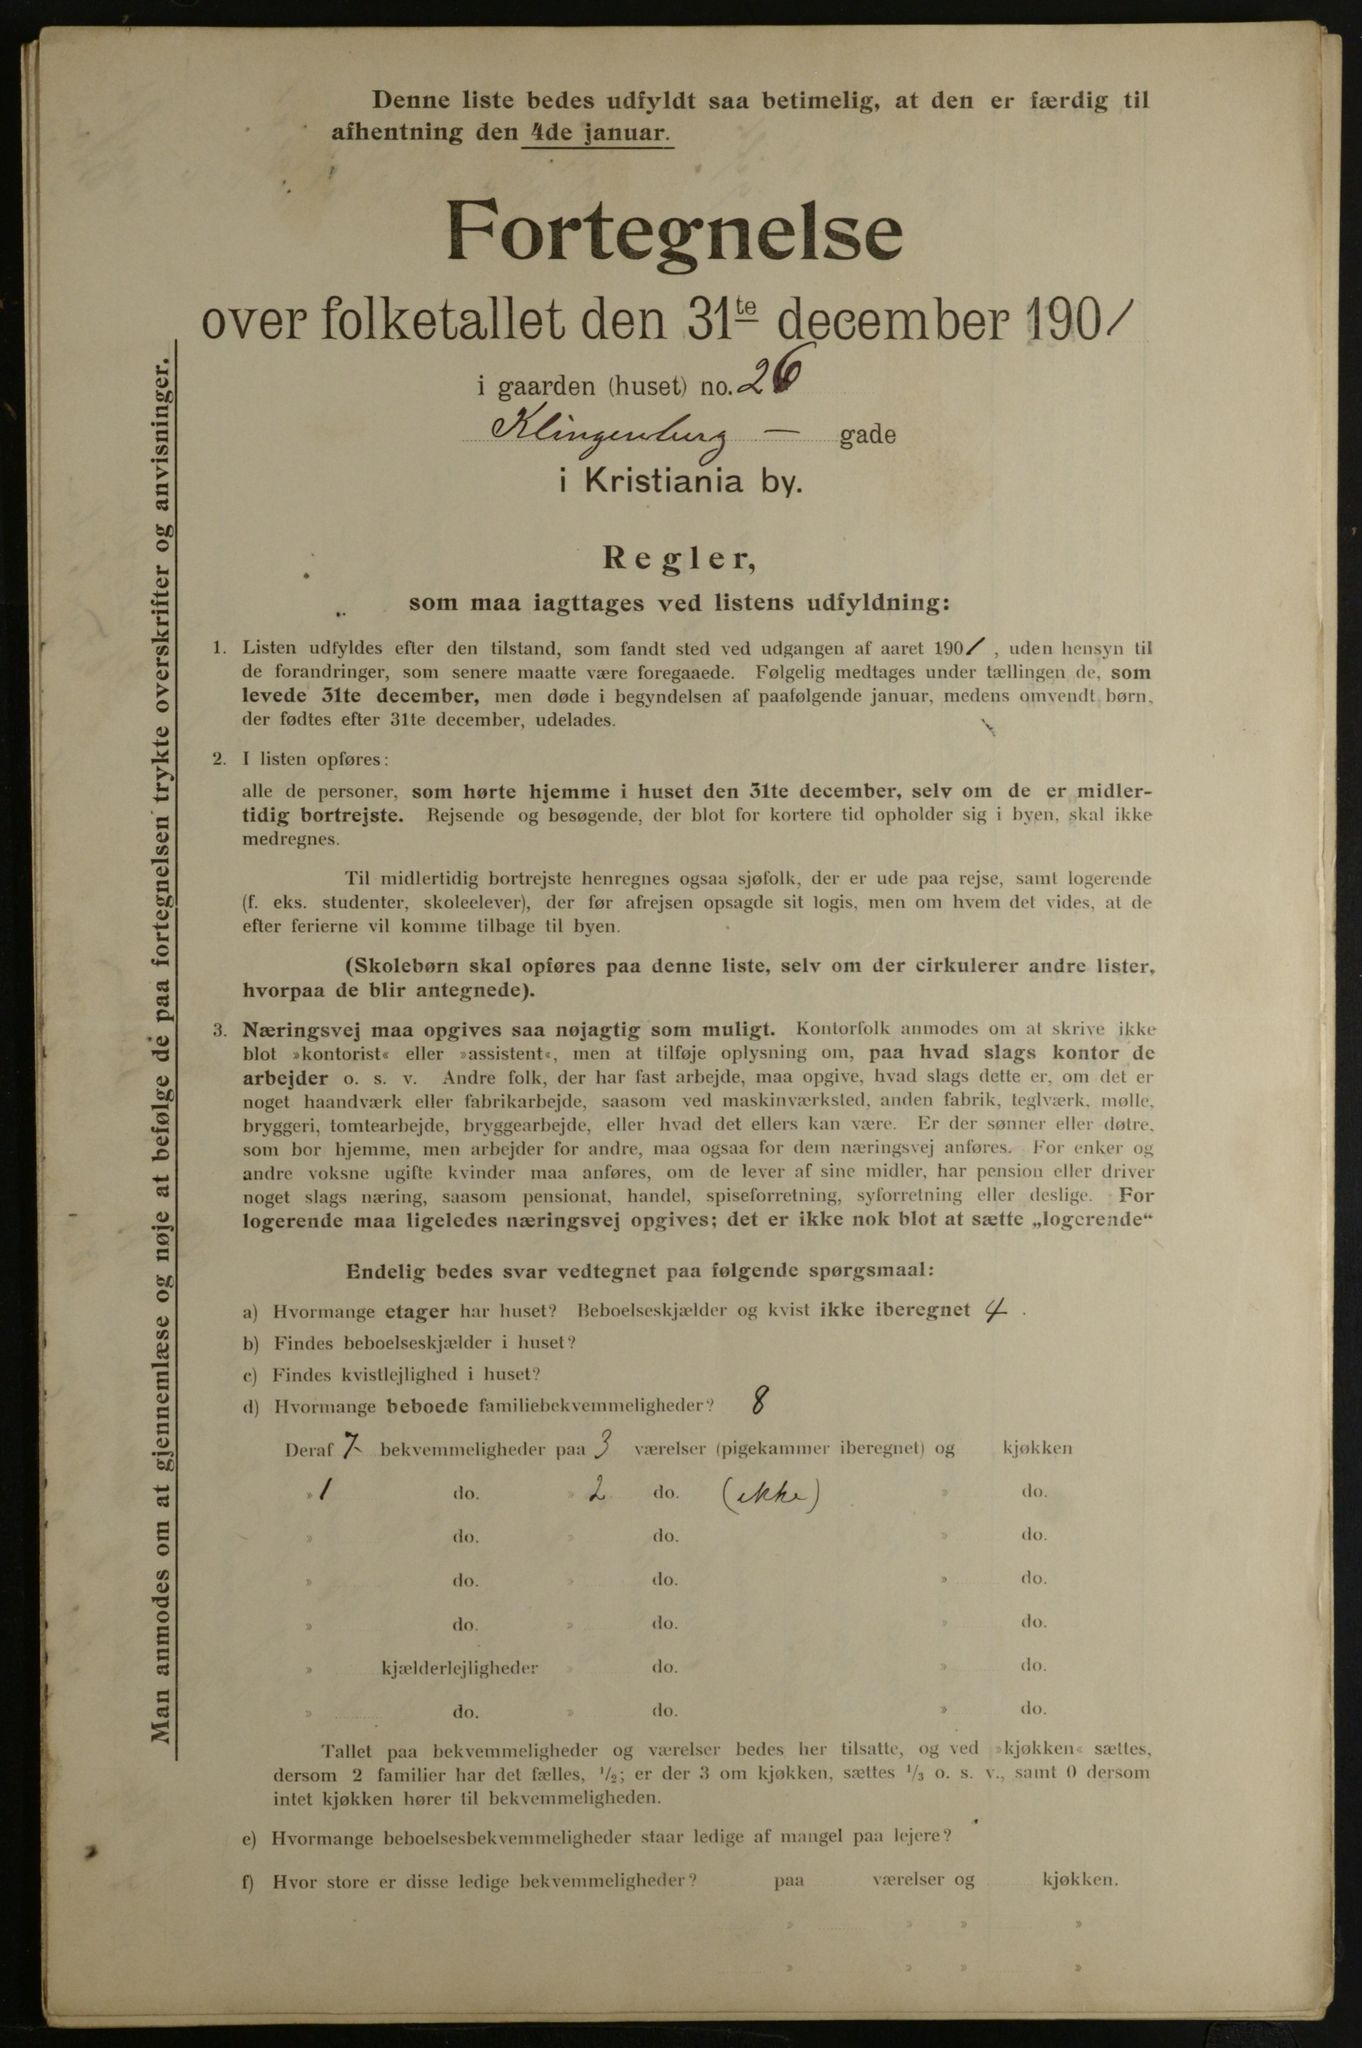 Denne liste bedes udfyldt saa betimelig, at den er færdig til
afhentning den 4de januar.
Fortegnelse
over folketallet den 31te december 1901
i gaarden (huset) no. 26
Klingenberg — gade
i Kristiania by.
Regler,
som maa iagttages ved listens udfyldning:
1. Listen udfyldes efter den tilstand, som fandt sted ved udgangen af aaret 1901, uden hensyn til
de forandringer, som senere maatte være foregaaede. Følgelig medtages under tællingen de, som
levede 31te december, men døde i begyndelsen af paafølgende januar, medens omvendt børn,
der fødtes efter 31te december, udelades.
2. I listen opføres:
alle de personer, som hørte hjemme i huset den 31te december, selv om de er midler-
tidig bortrejste. Rejsende og besøgende, der blot for kortere tid opholder sig i byen, skal ikke
medregnes.
Til midlertidig bortrejste henregnes ogsaa sjøfolk, der er ude paa rejse, samt logerende
(f. eks. studenter, skoleelever), der før afrejsen opsagde sit logis, men om hvem det vides, at de
efter ferierne vil komme tilbage til byen.
(Skolebørn skal opføres paa denne liste, selv om der cirkulerer andre lister,
hvorpaa de blir antegnede).
3. Næringsvej maa opgives saa nøjagtig som muligt. Kontorfolk anmodes om at skrive ikke
blot »kontorist« eller »assistent«, men at tilføje oplysning om, paa hvad slags kontor de
arbejder o. s. v. Andre folk, der har fast arbejde, maa opgive, hvad slags dette er, om det er
noget haandværk eller fabrikarbejde, saasom ved maskinværksted, anden fabrik, teglværk, mølle,
bryggeri, tomtearbejde, bryggearbejde, eller hvad det ellers kan være. Er der sønner eller døtre,
som bor hjemme, men arbejder for andre, maa ogsaa for dem næringsvej anføres. For enker og
andre voksne ugifte kvinder maa anføres, om de lever af sine midler, har pension eller driver
noget slags næring, saasom pensionat, handel, spiseforretning, syforretning eller deslige. For
logerende maa ligeledes næringsvej opgives; det er ikke nok blot at sætte „logerende“
Endelig bedes svar vedtegnet paa følgende spørgsmaal:
a) Hvormange etager har huset? Beboelseskjælder og kvist ikke iberegnet 4.
b) Findes beboelseskjælder i huset?
c) Findes kvistlejlighed i huset?
d) Hvormange beboede familiebekvemmeligheder? 8
Deraf 7 bekvemmeligheder paa 3 værelser (pigekammer iberegnet) og kjøkken
» 1 do. » 2 do. (ikke) » do.
» do. » do. » do.
» do. » do. » do.
» do. » do. » do.
» kjælderlejligheder » do. » do.
» do. » do. » do.
Tallet paa bekvemmeligheder og værelser bedes her tilsatte, og ved »kjøkken« sættes,
dersom 2 familier har det fælles, 1/2; er der 3 om kjøkken, sættes 1/3 o. s. v., samt 0 dersom
intet kjøkken hører til bekvemmeligheden.
e) Hvormange beboelsesbekvemmeligheder staar ledige af mangel paa lejere?
f) Hvor store er disse ledige bekvemmeligheder? paa værelser og kjøkken.
» » » »
» » » »
Man anmodes om at gjennemlæse og nøje at befølge de paa fortegnelsen trykte overskrifter og anvisninger.